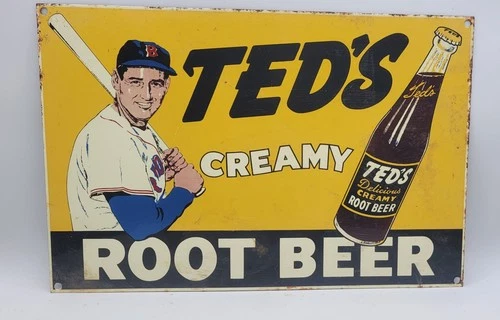 B
TED'S
CREAMY
ROOT BEER
Ted's
TED'S
Delicious
CREAMY
ROOT BEER